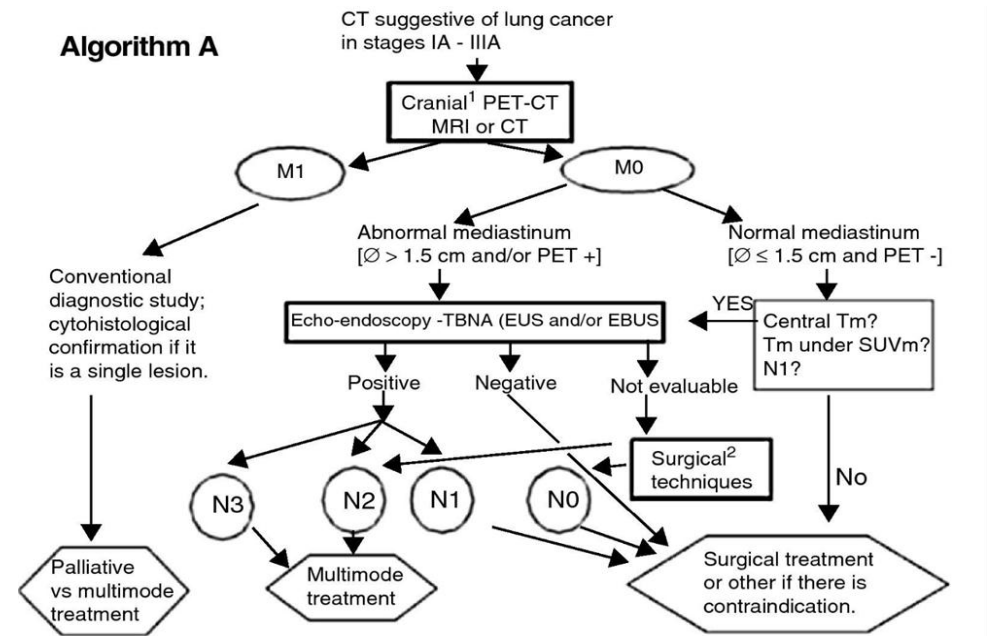 Algorithm A
CT suggestive of lung cancer
in stages IA - IIIA
Cranial¹ PET-CT
MRI or CT
M1
M0
Abnormal mediastinum
[Ø > 1.5 cm and/or PET +]
Normal mediastinum
[Ø ≤ 1.5 cm and PET -]
Conventional
diagnostic study;
cytohistological
confirmation if it
is a single lesion.
Echo-endoscopy -TBNA (EUS and/or EBUS
YES
Central Tm?
Tm under SUVm?
N1?
Positive
Negative
Not evaluable
Surgical²
techniques
No
N3
N2
N1
N0
Palliative
vs multimode
treatment
Multimode
treatment
Surgical treatment
or other if there is
contraindication.